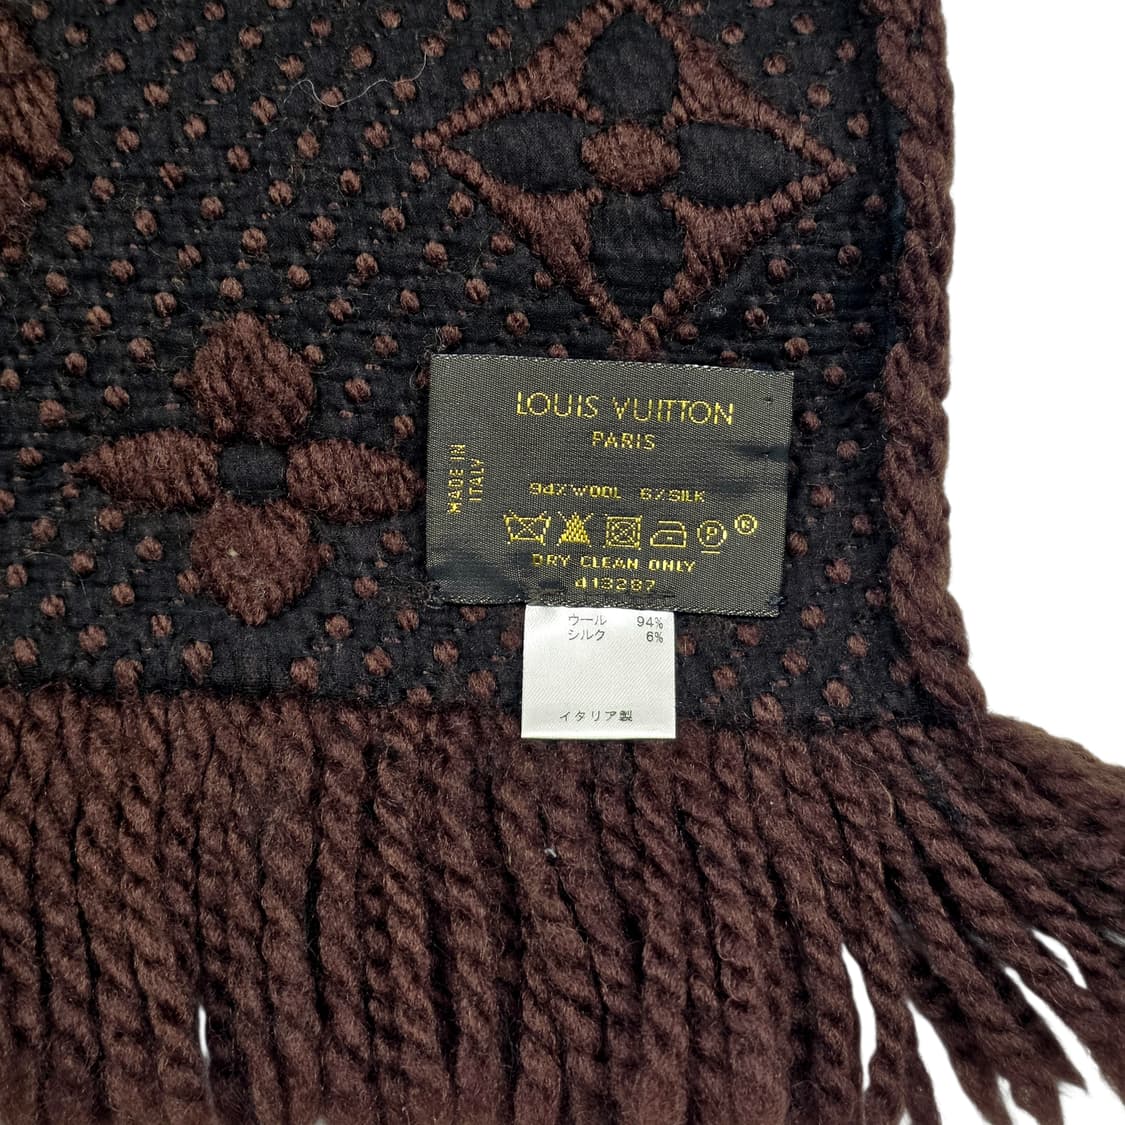 LOUIS VUITTON
PARIS
MADE IN
ITALY
94% WOOL 6% SILK
P
®
DRY CLEAN ONLY
413287
ウール 94%
シルク 6%
イタリア製